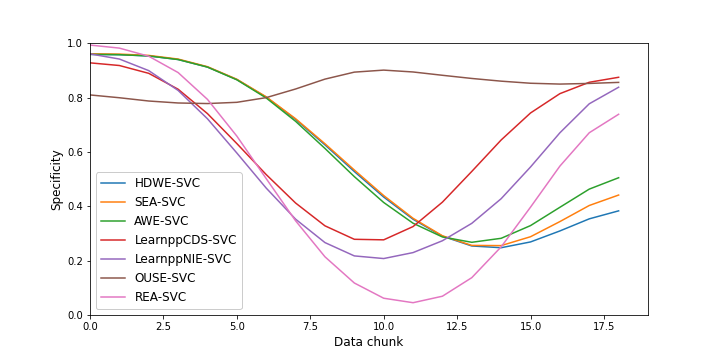 1.0
0.8
0.6
0.4
0.2
0.0
Specificity
HDWE-SVC
SEA-SVC
AWE-SVC
LearnppCDS-SVC
LearnppNIE-SVC
OUSE-SVC
REA-SVC
0.0 2.5 5.0 7.5 10.0 12.5 15.0 17.5
Data chunk